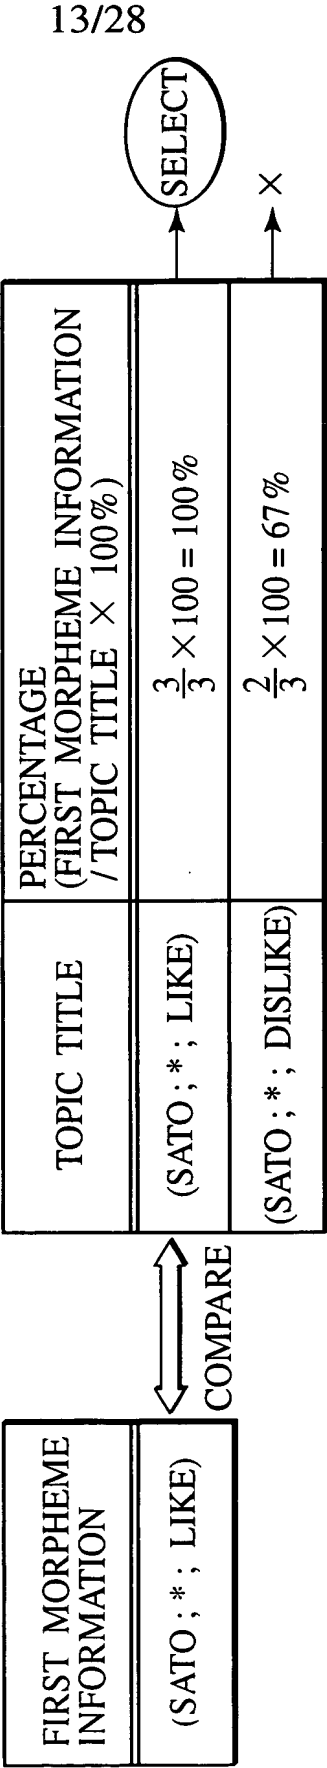 13/28
FIRST MORPHEME
INFORMATION
(SATO ; * ; LIKE)
COMPARE
TOPIC TITLE
PERCENTAGE
(FIRST MORPHEME INFORMATION
/TOPIC TITLE × 100%)
(SATO ; * ; LIKE)
3/3 × 100 = 100%
SELECT
(SATO ; * ; DISLIKE)
2/3 × 100 = 67%
×